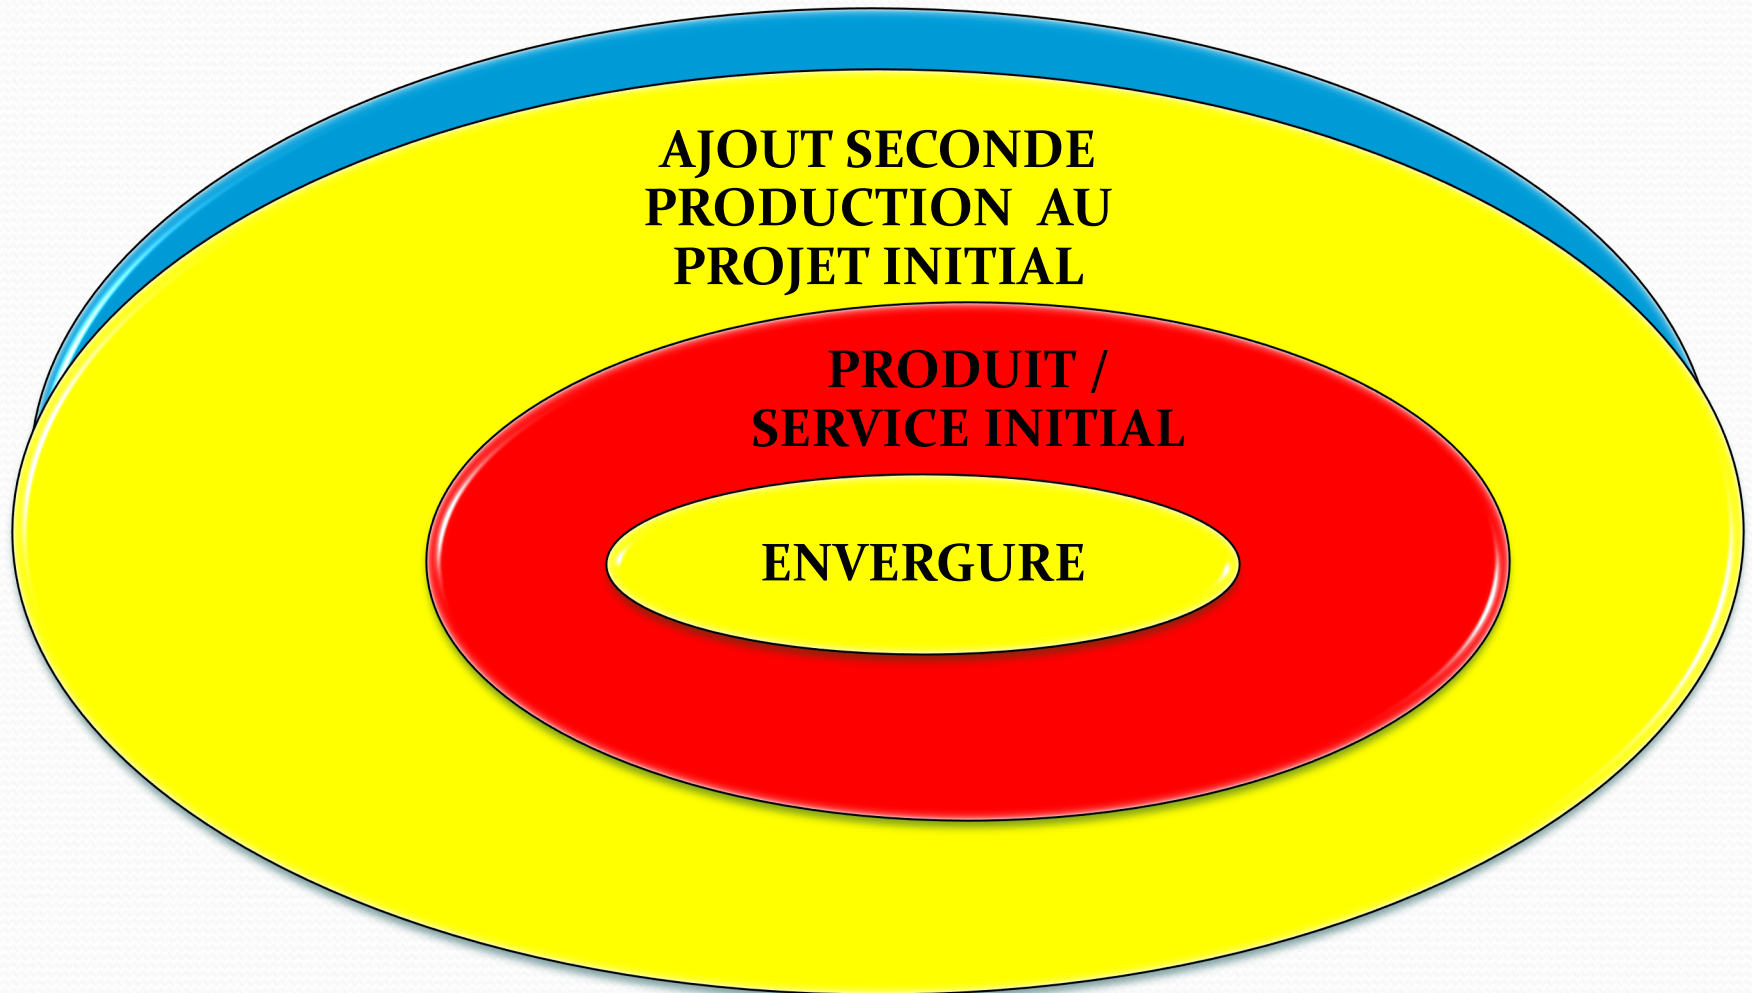 AJOUT SECONDE
PRODUCTION  AU
PROJET INITIAL
PRODUIT /
SERVICE INITIAL
ENVERGURE